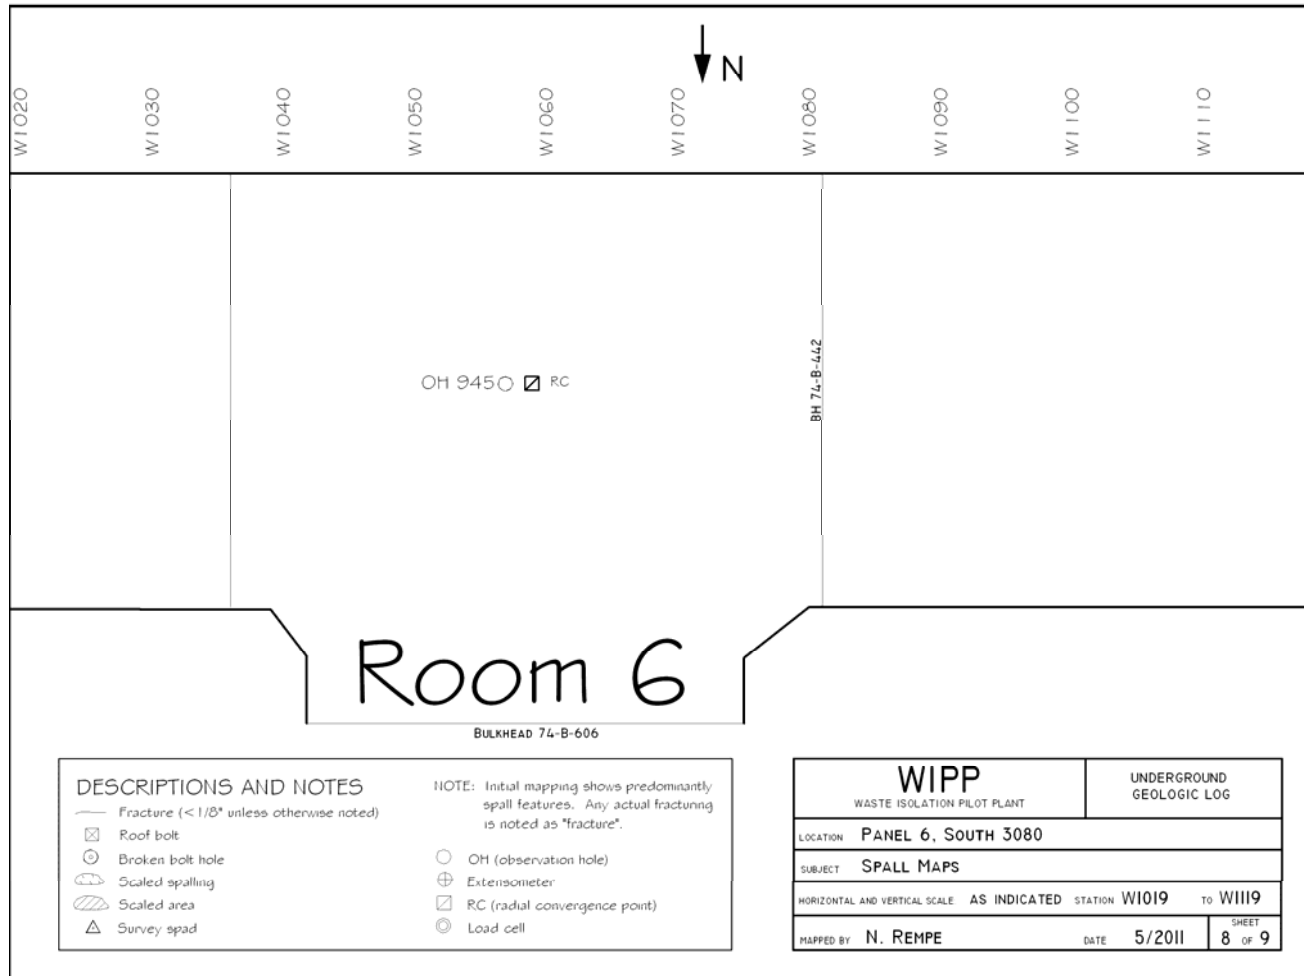 N
W1020
W1030
W1040
W1050
W1060
W1070
W1080
W1090
W1100
W1110
OH 945
RC
BH 74-B-442
Room 6
BULKHEAD 74-B-606
DESCRIPTIONS AND NOTES
Fracture (<1/8" unless otherwise noted)
Roof bolt
Broken bolt hole
Scaled spalling
Scaled area
Survey spad
NOTE: Initial mapping shows predominantly
spall features. Any actual fracturing
is noted as "fracture".
OH (observation hole)
Extensometer
RC (radial convergence point)
Load cell
WIPP
WASTE ISOLATION PILOT PLANT
UNDERGROUND
GEOLOGIC LOG
LOCATION PANEL 6, SOUTH 3080
SUBJECT SPALL MAPS
HORIZONTAL AND VERTICAL SCALE AS INDICATED STATION W1019 TO W1119
MAPPED BY N. REMPE DATE 5/2011
SHEET
8 OF 9